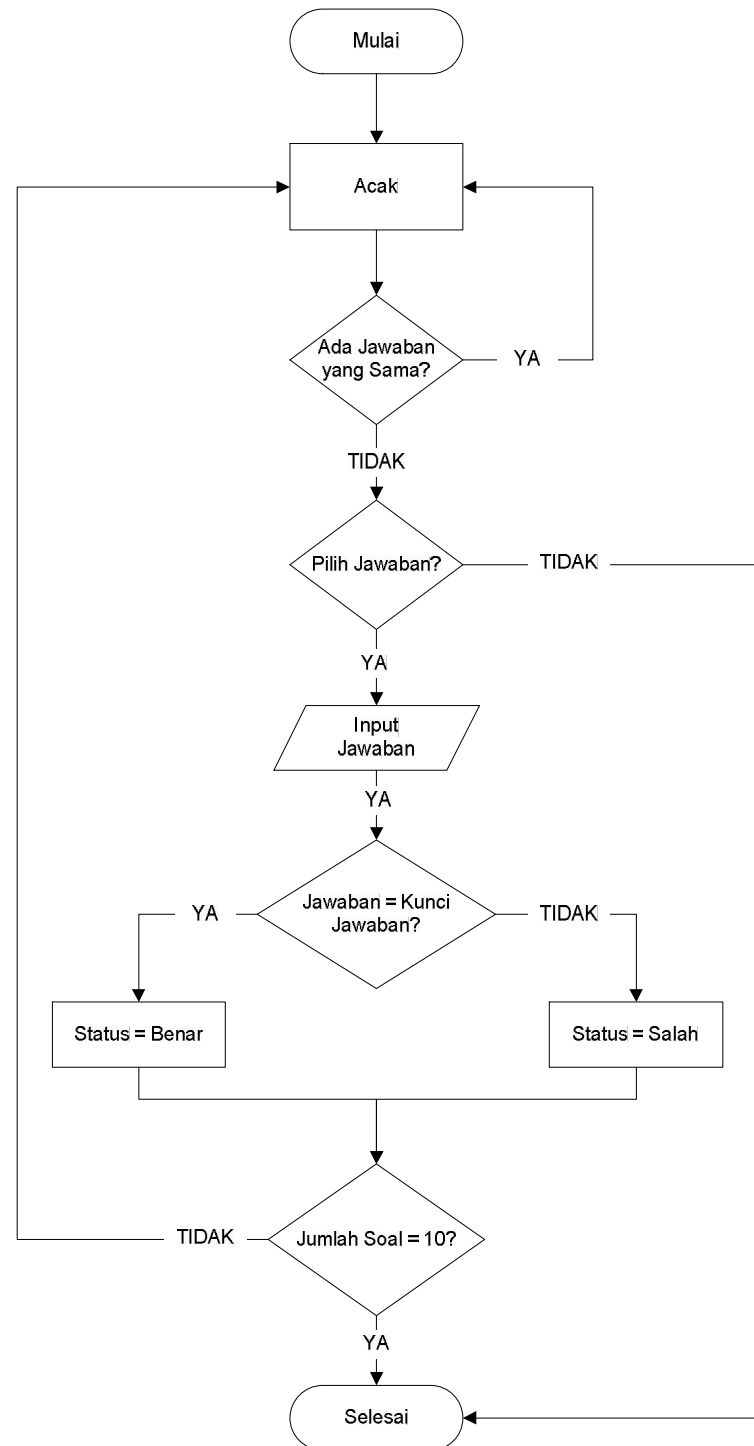 Mulai
Acak
Ada Jawaban
yang Sama?
YA
TIDAK
Pilih Jawaban?
TIDAK
YA
Input
Jawaban
YA
Jawaban = Kunci
Jawaban?
YA
TIDAK
Status = Benar
Status = Salah
Jumlah Soal = 10?
TIDAK
YA
Selesai